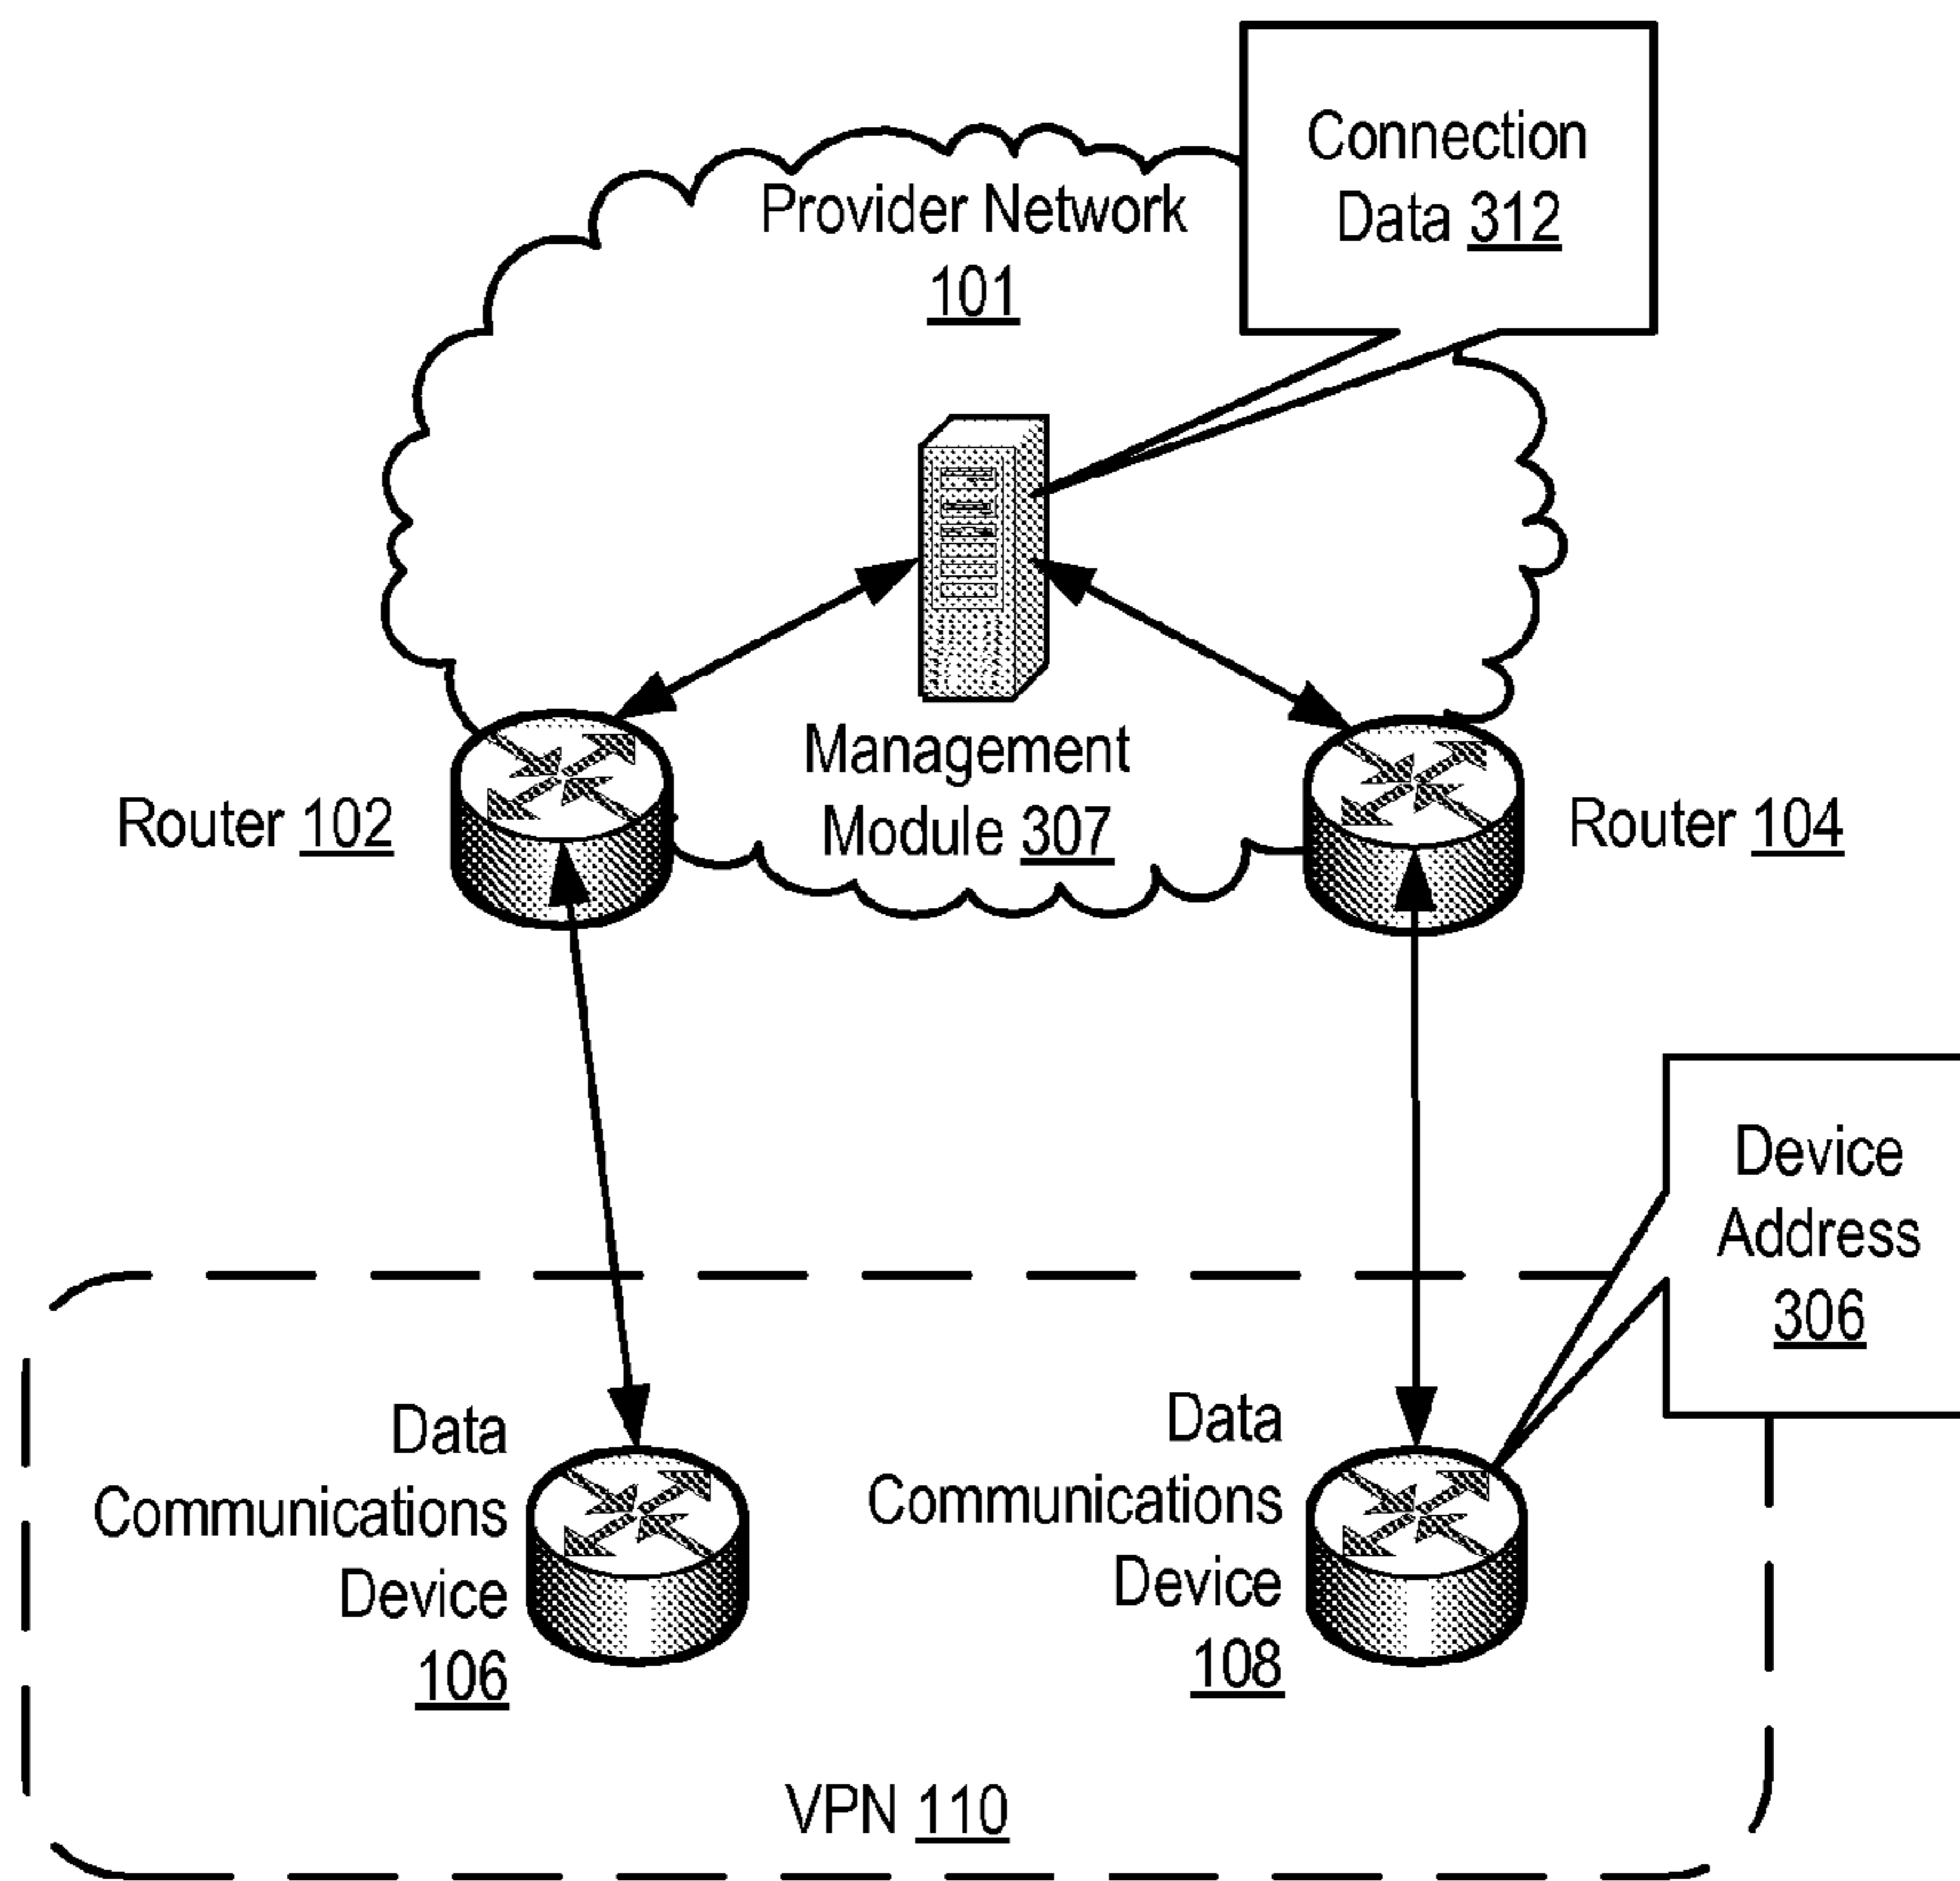 Connection
Data 312
Provider Network
101
Management
Module 307
Router 102
Router 104
Device
Address
306
Data
Communications
Device
106
Data
Communications
Device
108
VPN 110